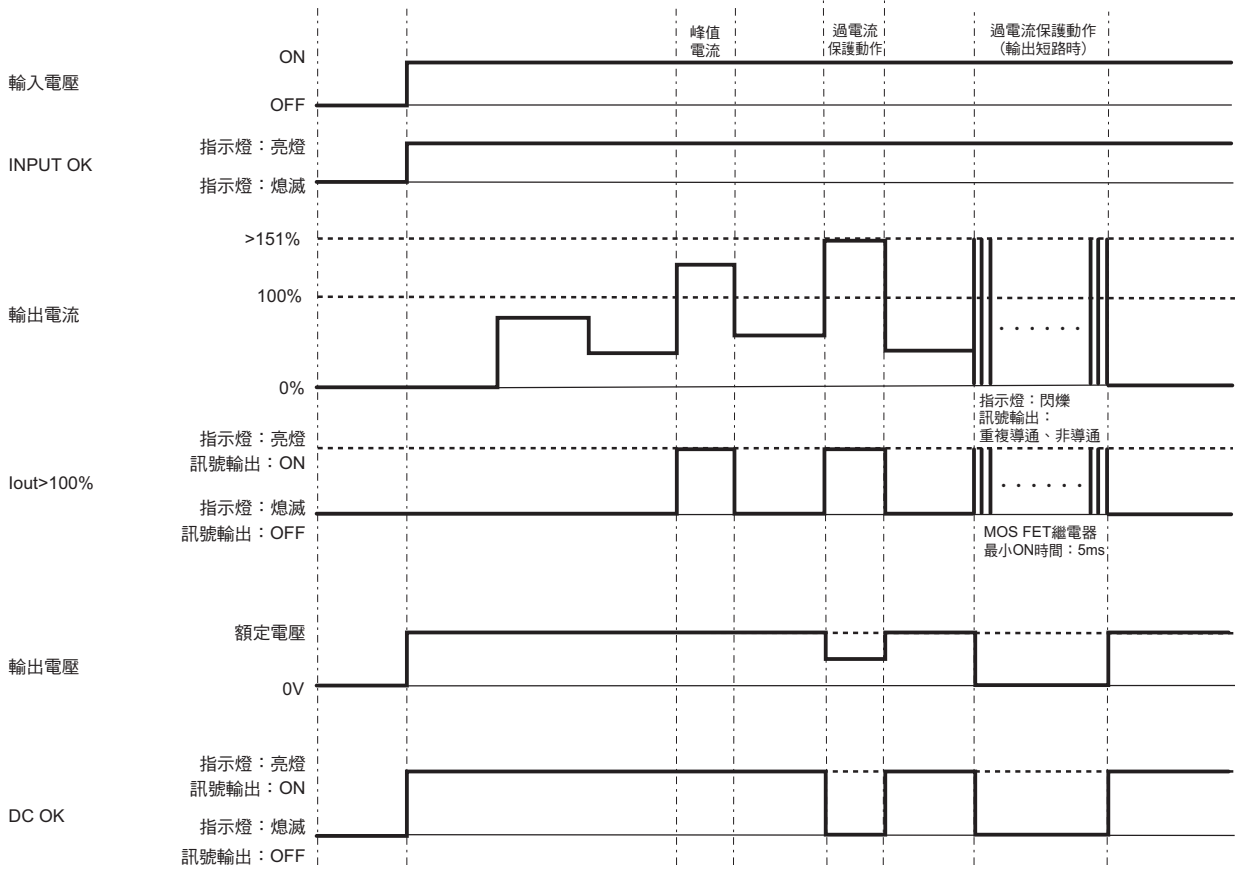 峰值
電流
過電流
保護動作
過電流保護動作
（輸出短路時）
輸入電壓
ON
OFF
INPUT OK
指示燈：亮燈
指示燈：熄滅
輸出電流
>151%
100%
0%
. . . . . .
指示燈：閃爍
訊號輸出：
重複導通、非導通
Iout>100%
指示燈：亮燈
訊號輸出：ON
指示燈：熄滅
訊號輸出：OFF
. . . . . .
MOS FET繼電器
最小ON時間：5ms
輸出電壓
額定電壓
0V
DC OK
指示燈：亮燈
訊號輸出：ON
指示燈：熄滅
訊號輸出：OFF